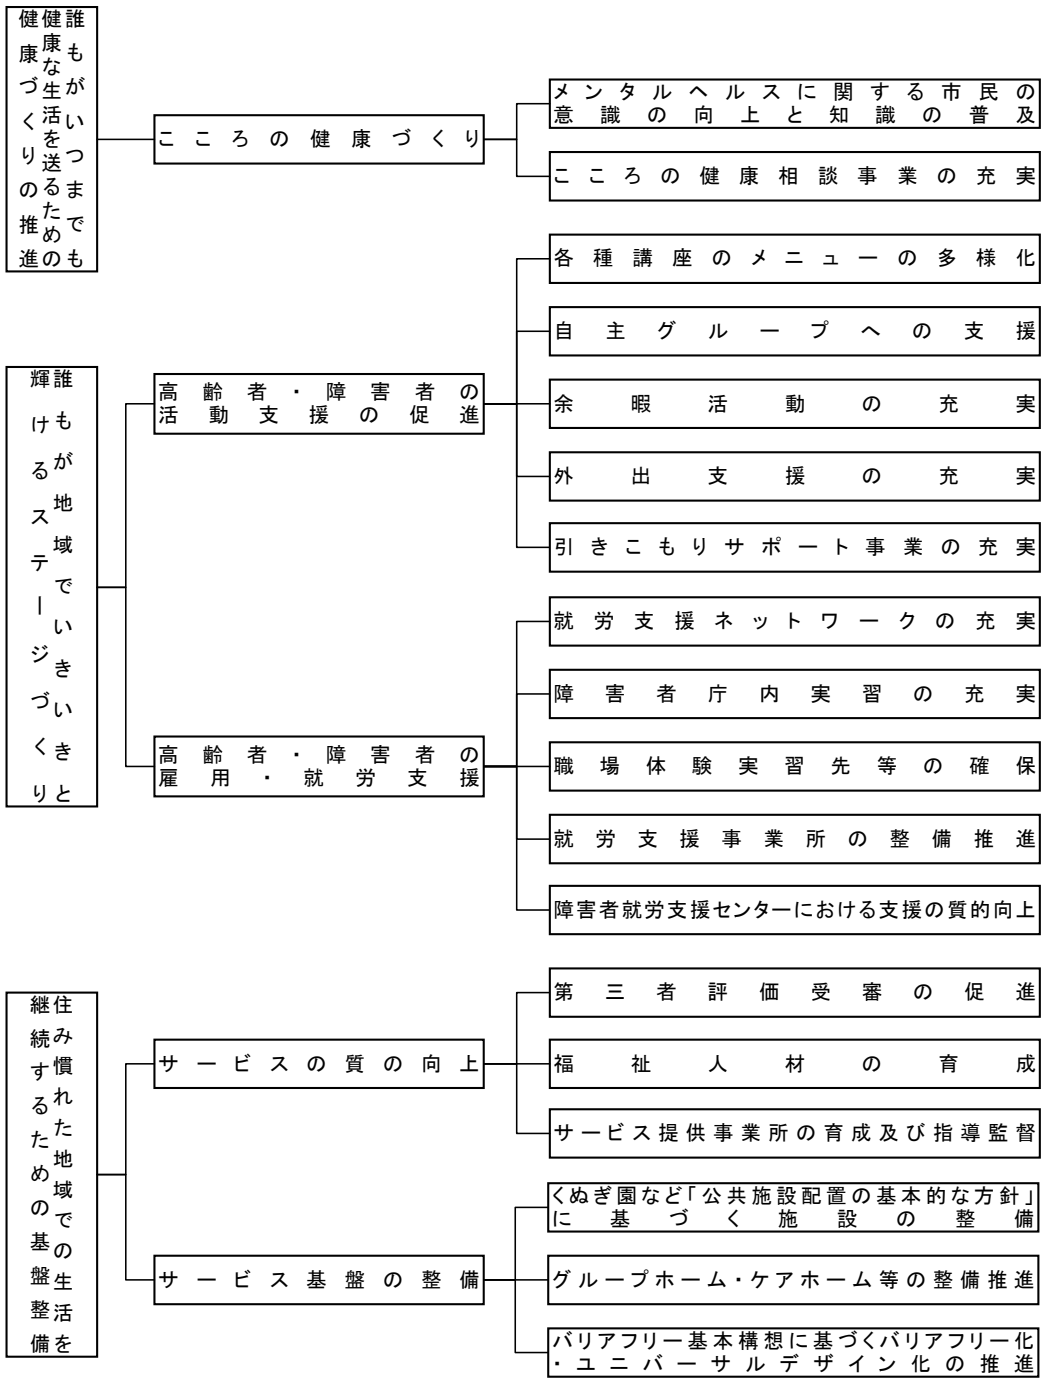 誰もがいつまでも
健康な生活を送るための
健康づくりの推進
こころの健康づくり
メンタルヘルスに関する市民の
意識の向上と知識の普及
こころの健康相談事業の充実
誰もが地域でいきいきと
輝けるステージづくり
高齢者・障害者の
活動支援の促進
各種講座のメニューの多様化
自主グループへの支援
余暇活動の充実
外出支援の充実
引きこもりサポート事業の充実
高齢者・障害者の
雇用・就労支援
就労支援ネットワークの充実
障害者庁内実習の充実
職場体験実習先等の確保
就労支援事業所の整備推進
障害者就労支援センターにおける支援の質的向上
住み慣れた地域での生活を
継続するための基盤整備
サービスの質の向上
第三者評価受審の促進
福祉人材の育成
サービス提供事業所の育成及び指導監督
サービス基盤の整備
くぬぎ園など「公共施設配置の基本的な方針」
に基づく施設の整備
グループホーム・ケアホーム等の整備推進
バリアフリー基本構想に基づくバリアフリー化
・ユニバーサルデザイン化の推進